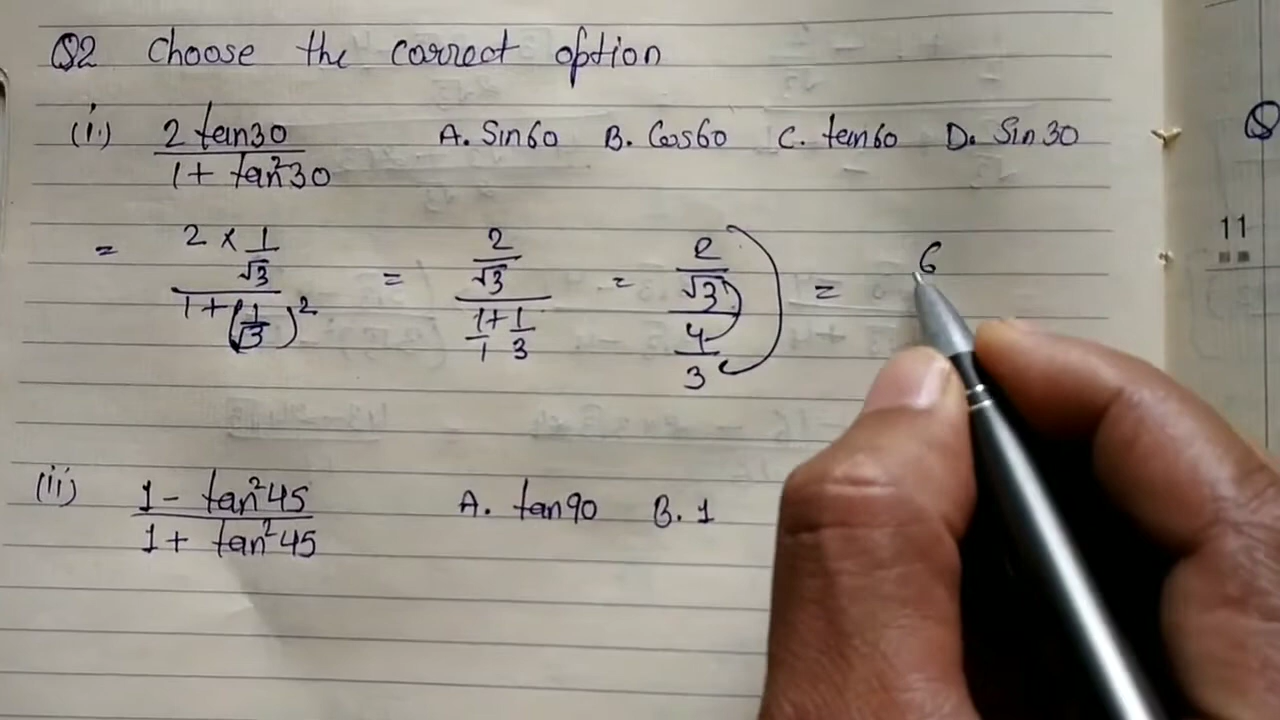 Q2 Choose the correct option
(i.) 2 tan30 / 1 + tan²30 A. Sin60 B. Cos60 C. tan60 D. Sin30
= 2 × 1/√3 / 1 + (1/√3)² = 2/√3 / 1/1 + 1/3 = 2/√3 / 4/3 = 6
(ii) 1 - tan²45 / 1 + tan²45 A. tan90 B. 1
11